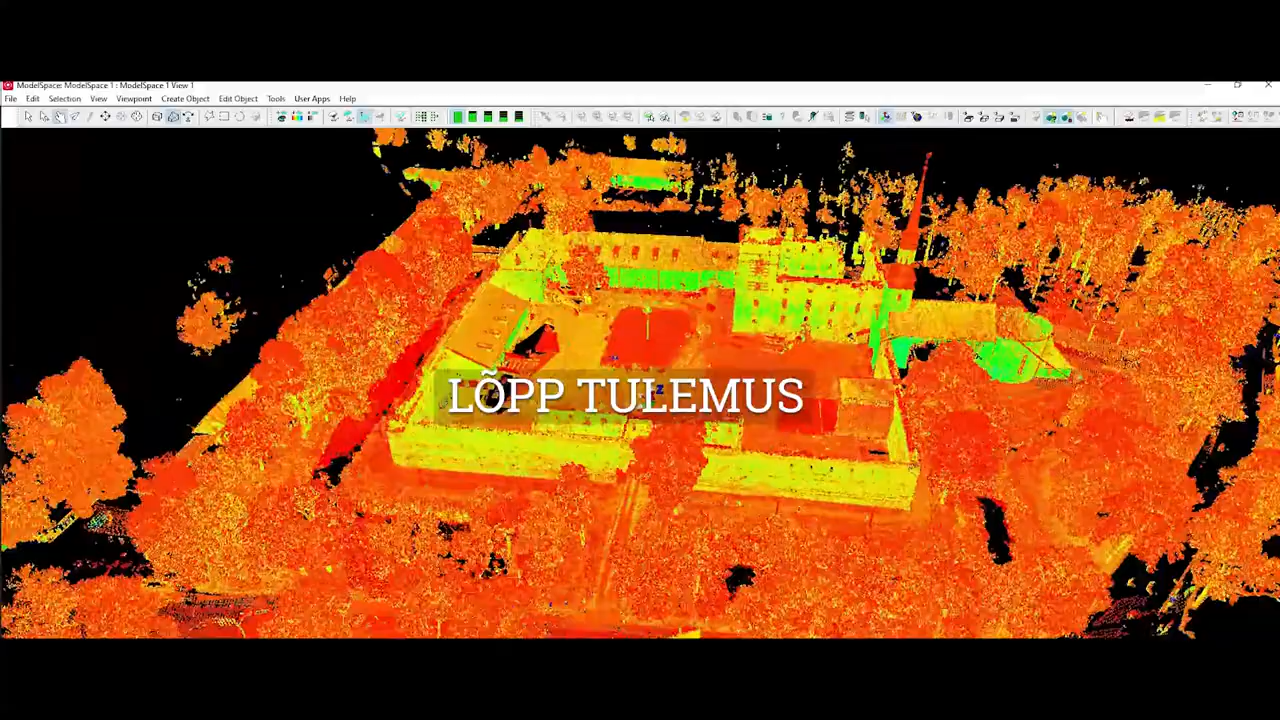 ModelSpace: ModelSpace 1 : ModelSpace 1 View 1
File Edit Selection View Viewpoint Create Object Edit Object Tools User Apps Help
LÕPP TULEMUS